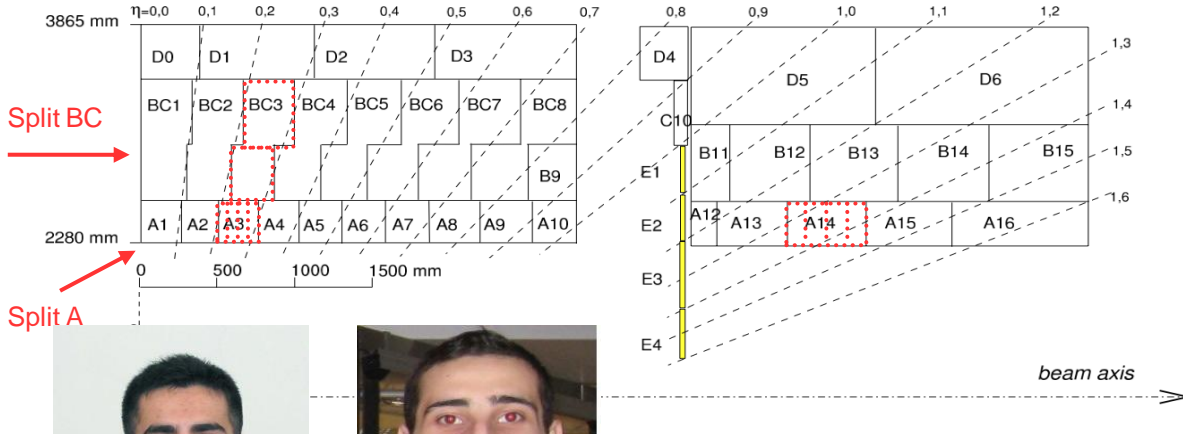 3865 mm
η=0,0 0,1 0,2 0,3 0,4 0,5 0,6 0,7 0,8 0,9 1,0 1,1 1,2
D0 D1 D2 D3 D4 D5 D6 1,3
BC1 BC2 BC3 BC4 BC5 BC6 BC7 BC8 C10 1,4
Split BC
B9 B11 B12 B13 B14 B15 1,5
E1
A1 A2 A3 A4 A5 A6 A7 A8 A9 A10 E2 A12 A13 A14 A15 A16 1,6
2280 mm
0 500 1000 1500 mm
E3
Split A
E4
beam axis